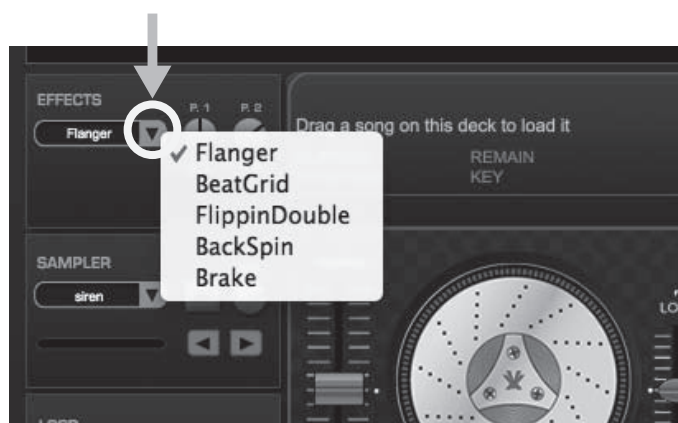 EFFECTS
P. 1 P. 2
Flanger
Drag a song on this deck to load it
REMAIN
KEY
✓ Flanger
BeatGrid
FlippinDouble
BackSpin
Brake
SAMPLER
siren